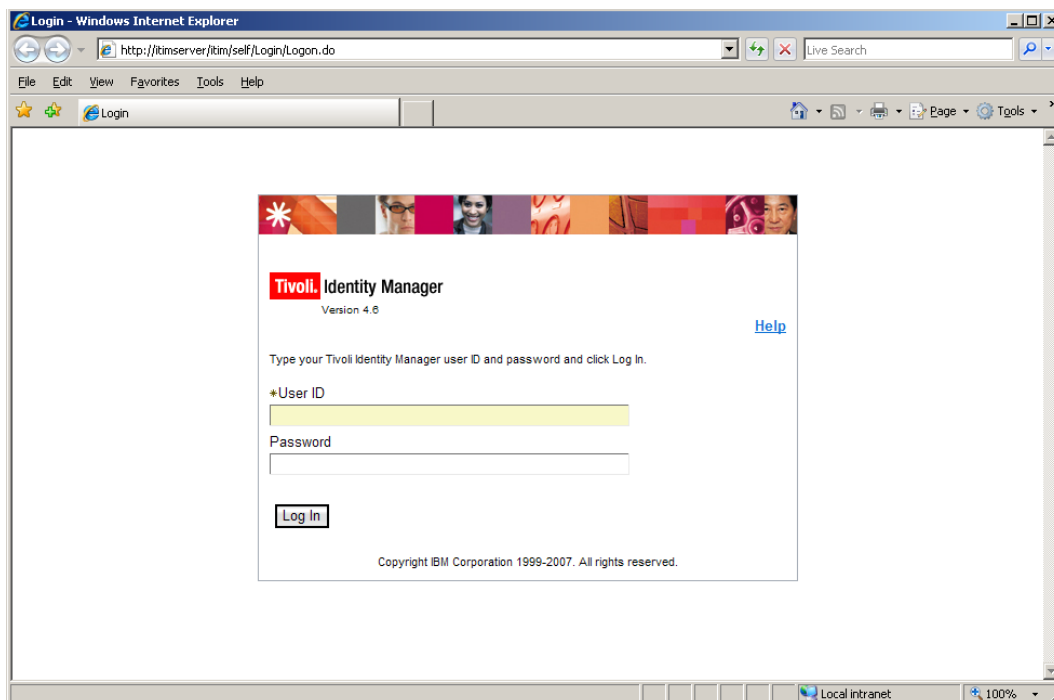 Login - Windows Internet Explorer
http://itimserver/itim/self/Login/Logon.do
Live Search
File Edit View Favorites Tools Help
Login
Page Tools
Tivoli. Identity Manager
Version 4.6
Help
Type your Tivoli Identity Manager user ID and password and click Log In.
*User ID
Password
Log In
Copyright IBM Corporation 1999-2007. All rights reserved.
Local intranet 100%